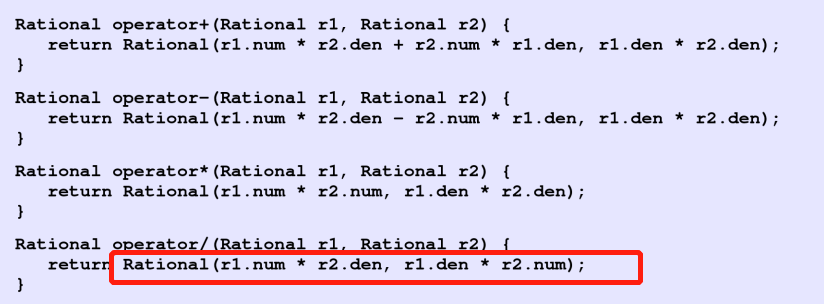 Rational operator+(Rational r1, Rational r2) {
return Rational(r1.num * r2.den + r2.num * r1.den, r1.den * r2.den);
}
Rational operator-(Rational r1, Rational r2) {
return Rational(r1.num * r2.den - r2.num * r1.den, r1.den * r2.den);
}
Rational operator*(Rational r1, Rational r2) {
return Rational(r1.num * r2.num, r1.den * r2.den);
}
Rational operator/(Rational r1, Rational r2) {
return Rational(r1.num * r2.den, r1.den * r2.num);
}